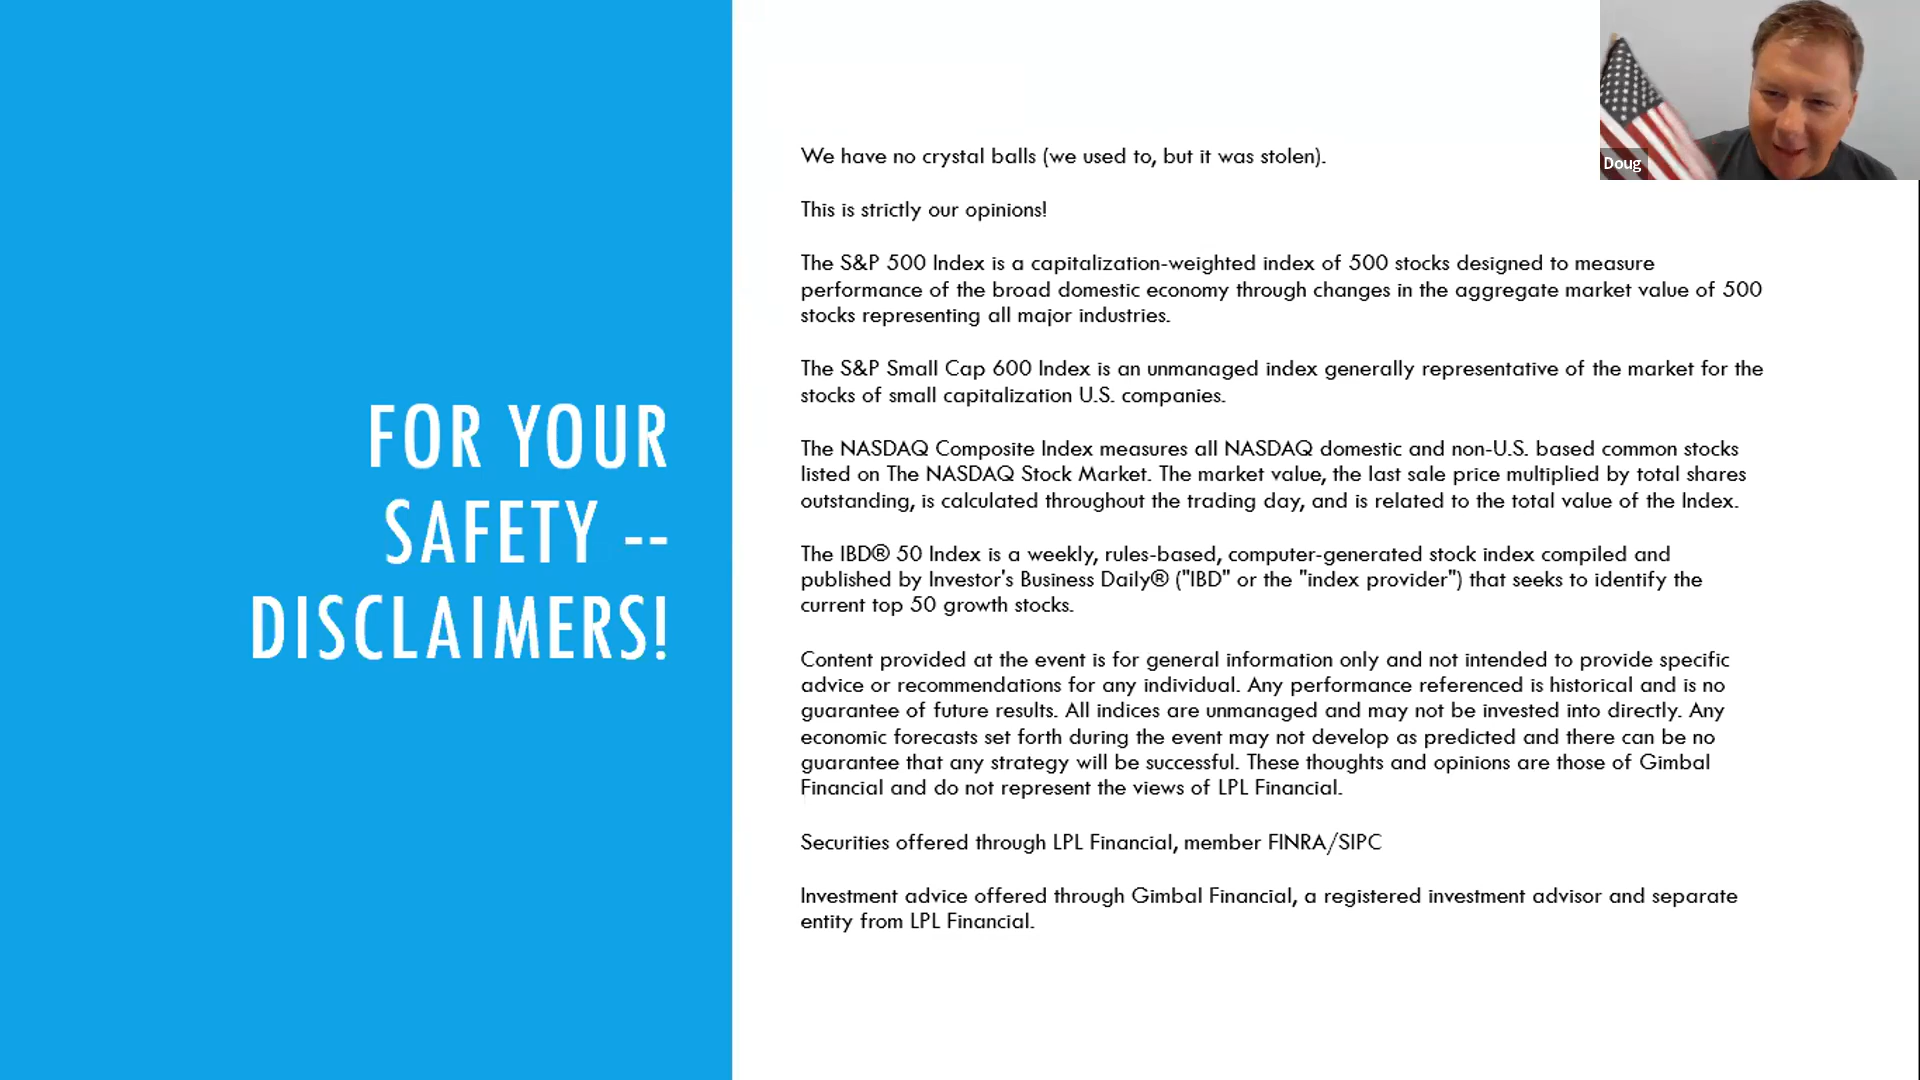 FOR YOUR
SAFETY --
DISCLAIMERS!
We have no crystal balls (we used to, but it was stolen).
This is strictly our opinions!
The S&P 500 Index is a capitalization-weighted index of 500 stocks designed to measure
performance of the broad domestic economy through changes in the aggregate market value of 500
stocks representing all major industries.
The S&P Small Cap 600 Index is an unmanaged index generally representative of the market for the
stocks of small capitalization U.S. companies.
The NASDAQ Composite Index measures all NASDAQ domestic and non-U.S. based common stocks
listed on The NASDAQ Stock Market. The market value, the last sale price multiplied by total shares
outstanding, is calculated throughout the trading day, and is related to the total value of the Index.
The IBD® 50 Index is a weekly, rules-based, computer-generated stock index compiled and
published by Investor's Business Daily® ("IBD" or the "index provider") that seeks to identify the
current top 50 growth stocks.
Content provided at the event is for general information only and not intended to provide specific
advice or recommendations for any individual. Any performance referenced is historical and is no
guarantee of future results. All indices are unmanaged and may not be invested into directly. Any
economic forecasts set forth during the event may not develop as predicted and there can be no
guarantee that any strategy will be successful. These thoughts and opinions are those of Gimbal
Financial and do not represent the views of LPL Financial.
Securities offered through LPL Financial, member FINRA/SIPC
Investment advice offered through Gimbal Financial, a registered investment advisor and separate
entity from LPL Financial.
Doug